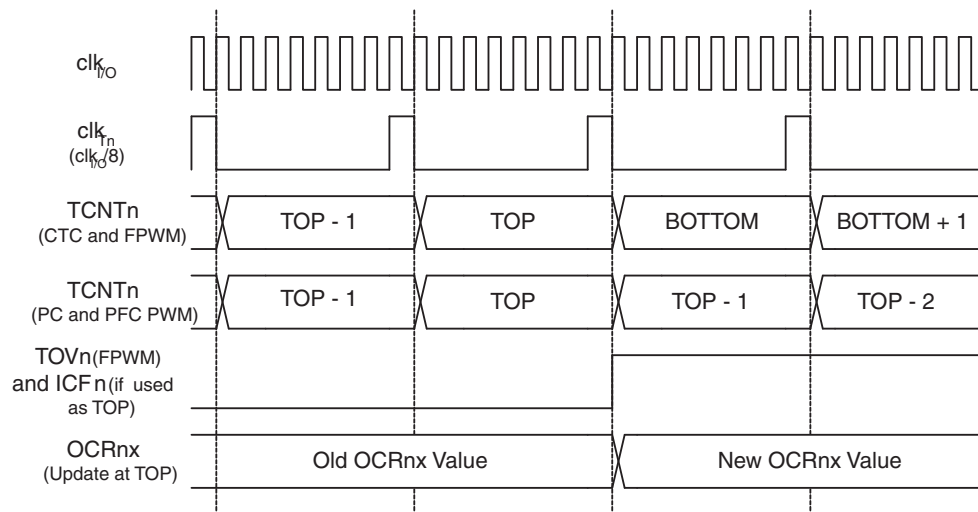 clkI/O
clkTn
(clkI/O/8)
TCNTn
(CTC and FPWM)
TOP - 1
TOP
BOTTOM
BOTTOM + 1
TCNTn
(PC and PFC PWM)
TOP - 1
TOP
TOP - 1
TOP - 2
TOVn (FPWM)
and ICFn (if used
as TOP)
OCRnx
(Update at TOP)
Old OCRnx Value
New OCRnx Value